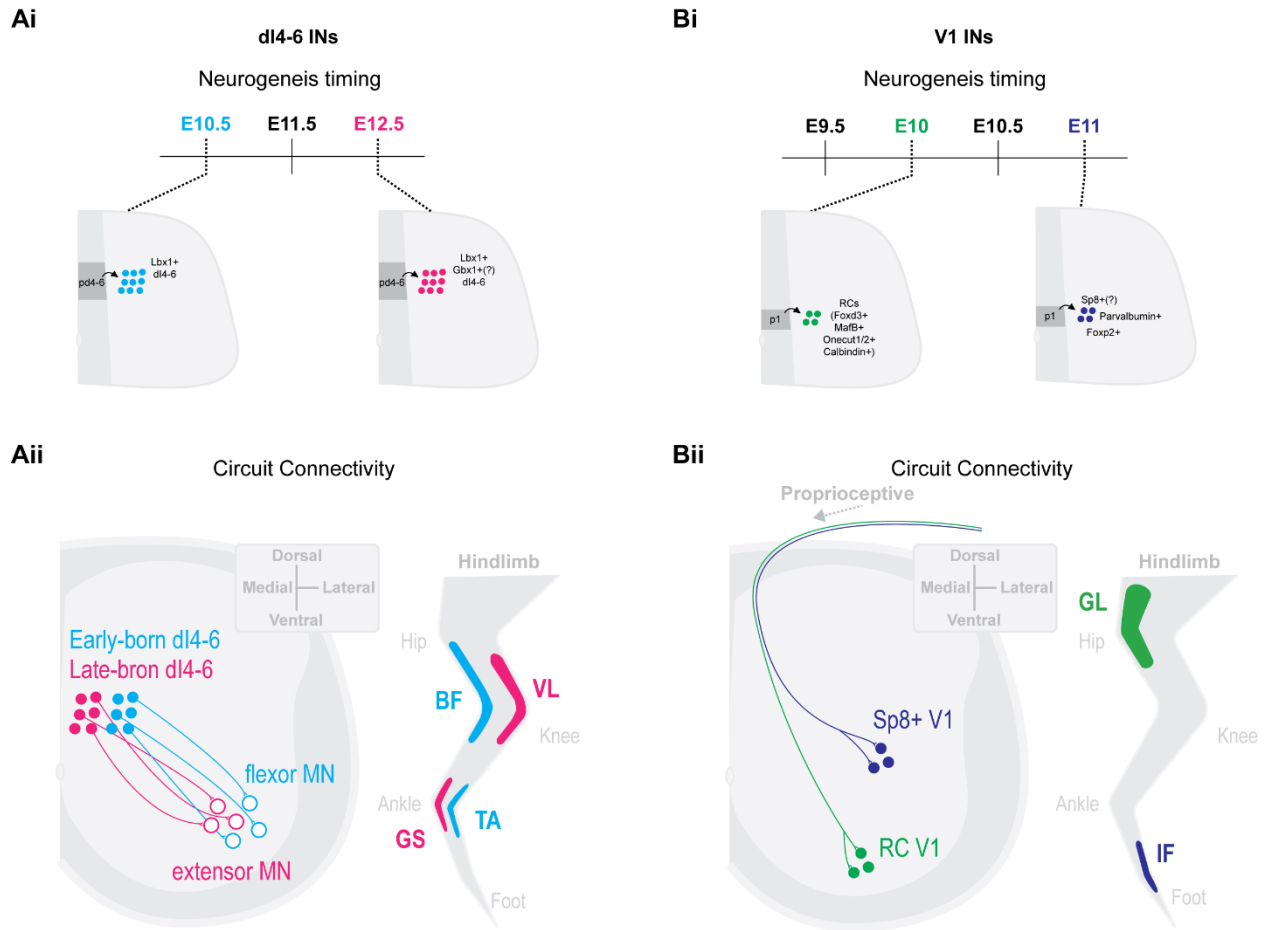 Ai
dI4-6 INs
Neurogeneis timing
E10.5 E11.5 E12.5
pd4-6
Lbx1+
dI4-6
pd4-6
Lbx1+
Gbx1+(?)
dI4-6
Bi
V1 INs
Neurogeneis timing
E9.5 E10 E10.5 E11
p1
RCs
(Foxd3+
MafB+
Onecut1/2+
Calbindin+)
p1
Sp8+(?)
Parvalbumin+
Foxp2+
Aii
Circuit Connectivity
Dorsal
Medial Lateral
Ventral
Early-born dI4-6
Late-bron dI4-6
flexor MN
extensor MN
Hindlimb
Hip
BF VL
Knee
Ankle
GS TA
Foot
Bii
Circuit Connectivity
Proprioceptive
Dorsal
Medial Lateral
Ventral
Sp8+ V1
RC V1
Hindlimb
GL
Hip
Knee
Ankle
IF
Foot